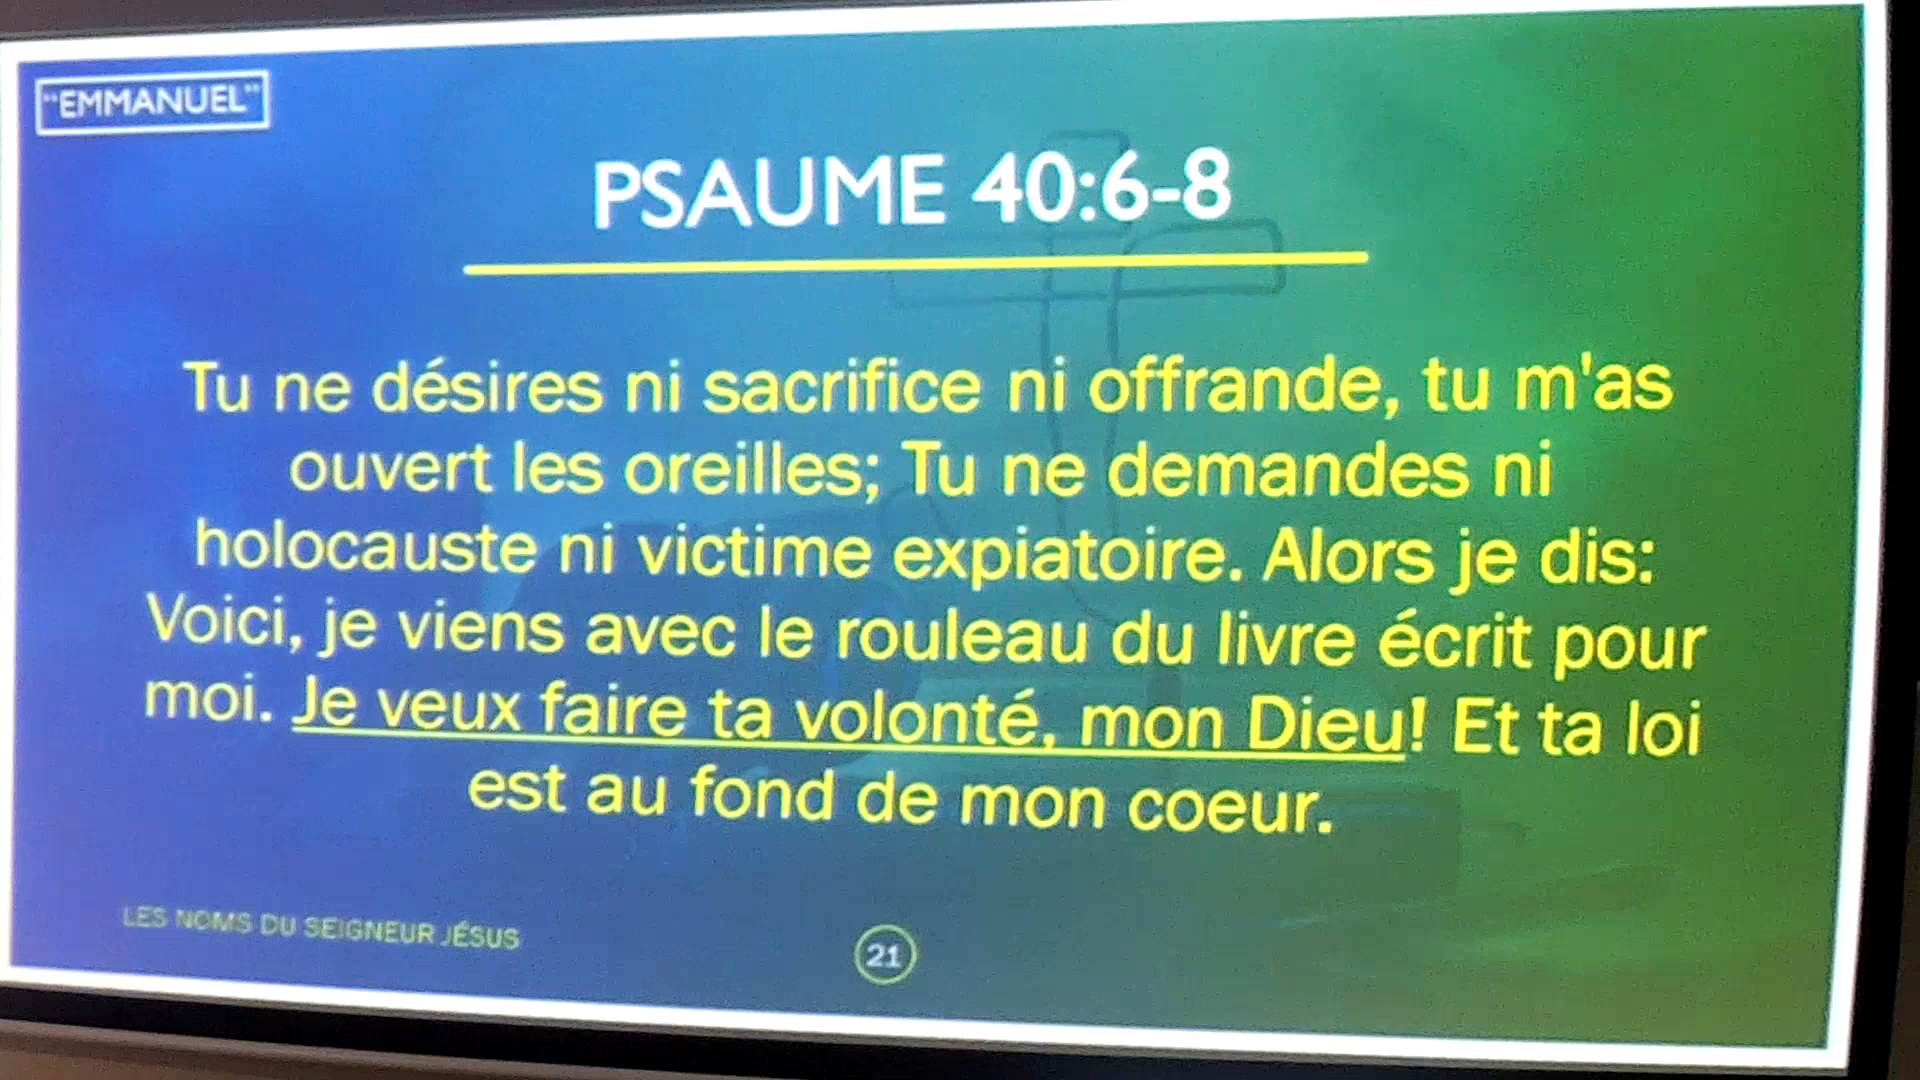 "EMMANUEL"
PSAUME 40:6-8
Tu ne désires ni sacrifice ni offrande, tu m'as
ouvert les oreilles; Tu ne demandes ni
holocauste ni victime expiatoire. Alors je dis:
Voici, je viens avec le rouleau du livre écrit pour
moi. Je veux faire ta volonté, mon Dieu! Et ta loi
est au fond de mon coeur.
LES NOMS DU SEIGNEUR JÉSUS
21